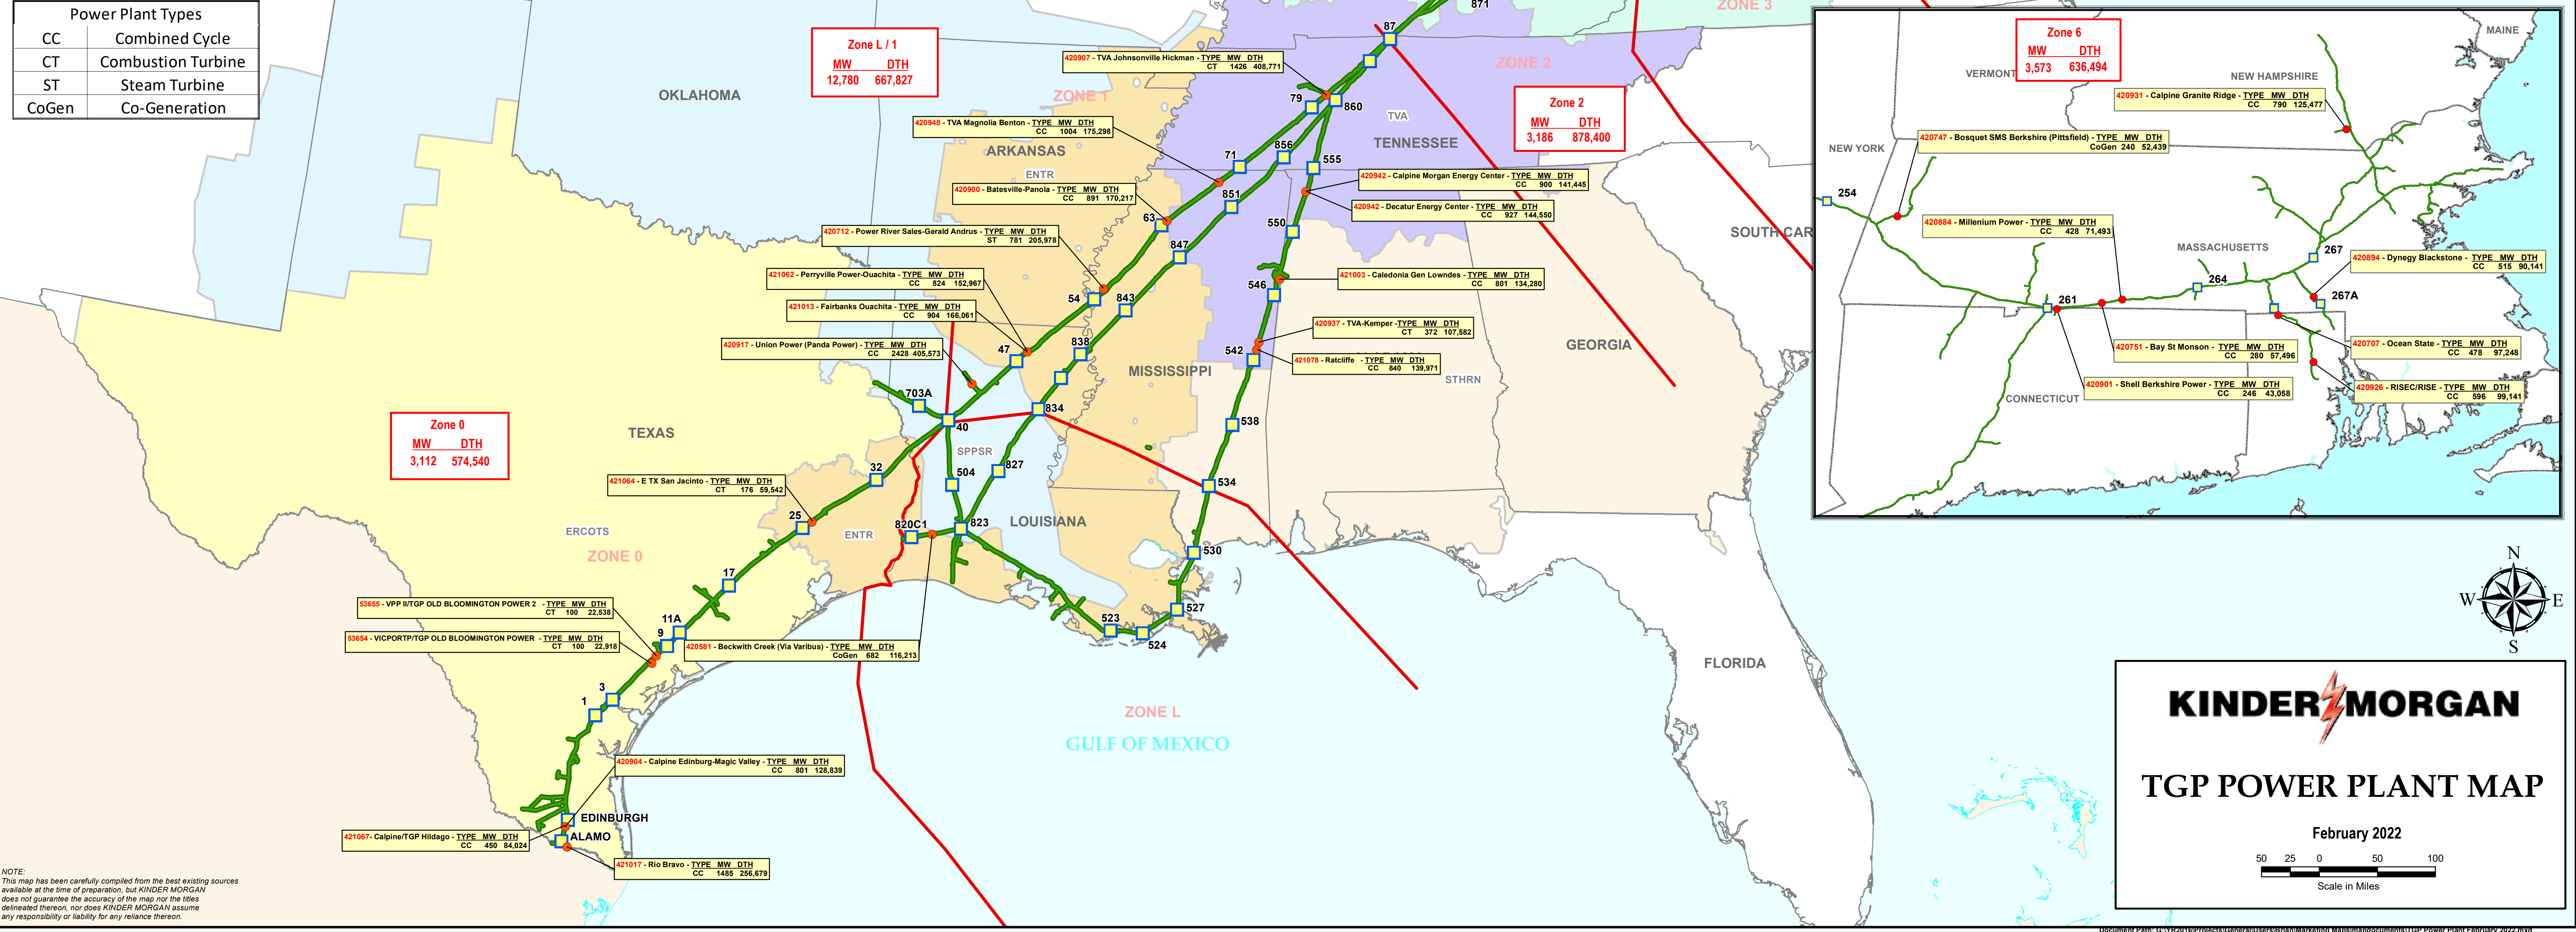 Power Plant Types
CC Combined Cycle
CT Combustion Turbine
ST Steam Turbine
CoGen Co-Generation
Zone L / 1
MW DTH
12,780 667,827
871
ZONE 3
87
420907 - TVA Johnsonville Hickman - TYPE MW DTH
CT 1426 408,771
ZONE 2
OKLAHOMA
ZONE 1
79
860
Zone 2
MW DTH
3,186 878,400
TVA
TENNESSEE
420948 - TVA Magnolia Benton - TYPE MW DTH
CC 1004 175,298
ARKANSAS
ENTR
71
856
555
420942 - Calpine Morgan Energy Center - TYPE MW DTH
CC 900 141,445
420900 - Batesville-Panola - TYPE MW DTH
CC 891 170,217
851
420942 - Decatur Energy Center - TYPE MW DTH
CC 927 144,550
63
550
420712 - Power River Sales-Gerald Andrus - TYPE MW DTH
ST 781 205,978
847
SOUTH CAR
421062 - Perryville Power-Ouachita - TYPE MW DTH
CC 824 152,967
421003 - Caledonia Gen Lowndes - TYPE MW DTH
CC 801 134,280
546
54
843
421013 - Fairbanks Ouachita - TYPE MW DTH
CC 904 166,061
420937 - TVA-Kemper -TYPE MW DTH
CT 372 107,582
420917 - Union Power (Panda Power) - TYPE MW DTH
CC 2428 405,573
47
838
542
GEORGIA
421078 - Ratcliffe - TYPE MW DTH
CC 840 139,971
MISSISSIPPI
STHRN
703A
834
40
538
Zone 0
MW DTH
3,112 574,540
TEXAS
SPPSR
32
504
827
421064 - E TX San Jacinto - TYPE MW DTH
CT 176 59,542
534
25
820C1
823
LOUISIANA
ERCOTS
ENTR
ZONE 0
530
17
53655 - VPP II/TGP OLD BLOOMINGTON POWER 2 - TYPE MW DTH
CT 100 22,538
527
11A
523
9
53654 - VICPORTP/TGP OLD BLOOMINGTON POWER - TYPE MW DTH
CT 100 22,918
420581 - Beckwith Creek (Via Varibus) - TYPE MW DTH
CoGen 682 116,213
524
FLORIDA
3
1
ZONE L
GULF OF MEXICO
420904 - Calpine Edinburg-Magic Valley - TYPE MW DTH
CC 801 128,839
EDINBURGH
ALAMO
421067- Calpine/TGP Hildago - TYPE MW DTH
CC 450 84,024
421017 - Rio Bravo - TYPE MW DTH
CC 1485 256,679
NOTE:
This map has been carefully compiled from the best existing sources
available at the time of preparation, but KINDER MORGAN
does not guarantee the accuracy of the map nor the titles
delineated thereon, nor does KINDER MORGAN assume
any responsibility or liability for any reliance thereon.
Zone 6
MW DTH
3,573 636,494
MAINE
VERMONT
NEW HAMPSHIRE
420931 - Calpine Granite Ridge - TYPE MW DTH
CC 790 125,477
420747 - Bosquet SMS Berkshire (Pittsfield) - TYPE MW DTH
CoGen 240 52,439
NEW YORK
254
420884 - Millenium Power - TYPE MW DTH
CC 428 71,493
MASSACHUSETTS
267
420894 - Dynegy Blackstone - TYPE MW DTH
CC 515 90,141
264
267A
261
420707 - Ocean State - TYPE MW DTH
CC 478 97,248
420751 - Bay St Monson - TYPE MW DTH
CC 280 57,496
420901 - Shell Berkshire Power - TYPE MW DTH
CC 246 43,058
420926 - RISEC/RISE - TYPE MW DTH
CC 596 99,141
CONNECTICUT
N
W E
S
KINDER MORGAN
TGP POWER PLANT MAP
February 2022
50 25 0 50 100
Scale in Miles
Document Path: G:\YR2016\Projects\General\Users\Brian\Marketing Maps\mapdocuments\TGP Power Plant February 2022.mxd